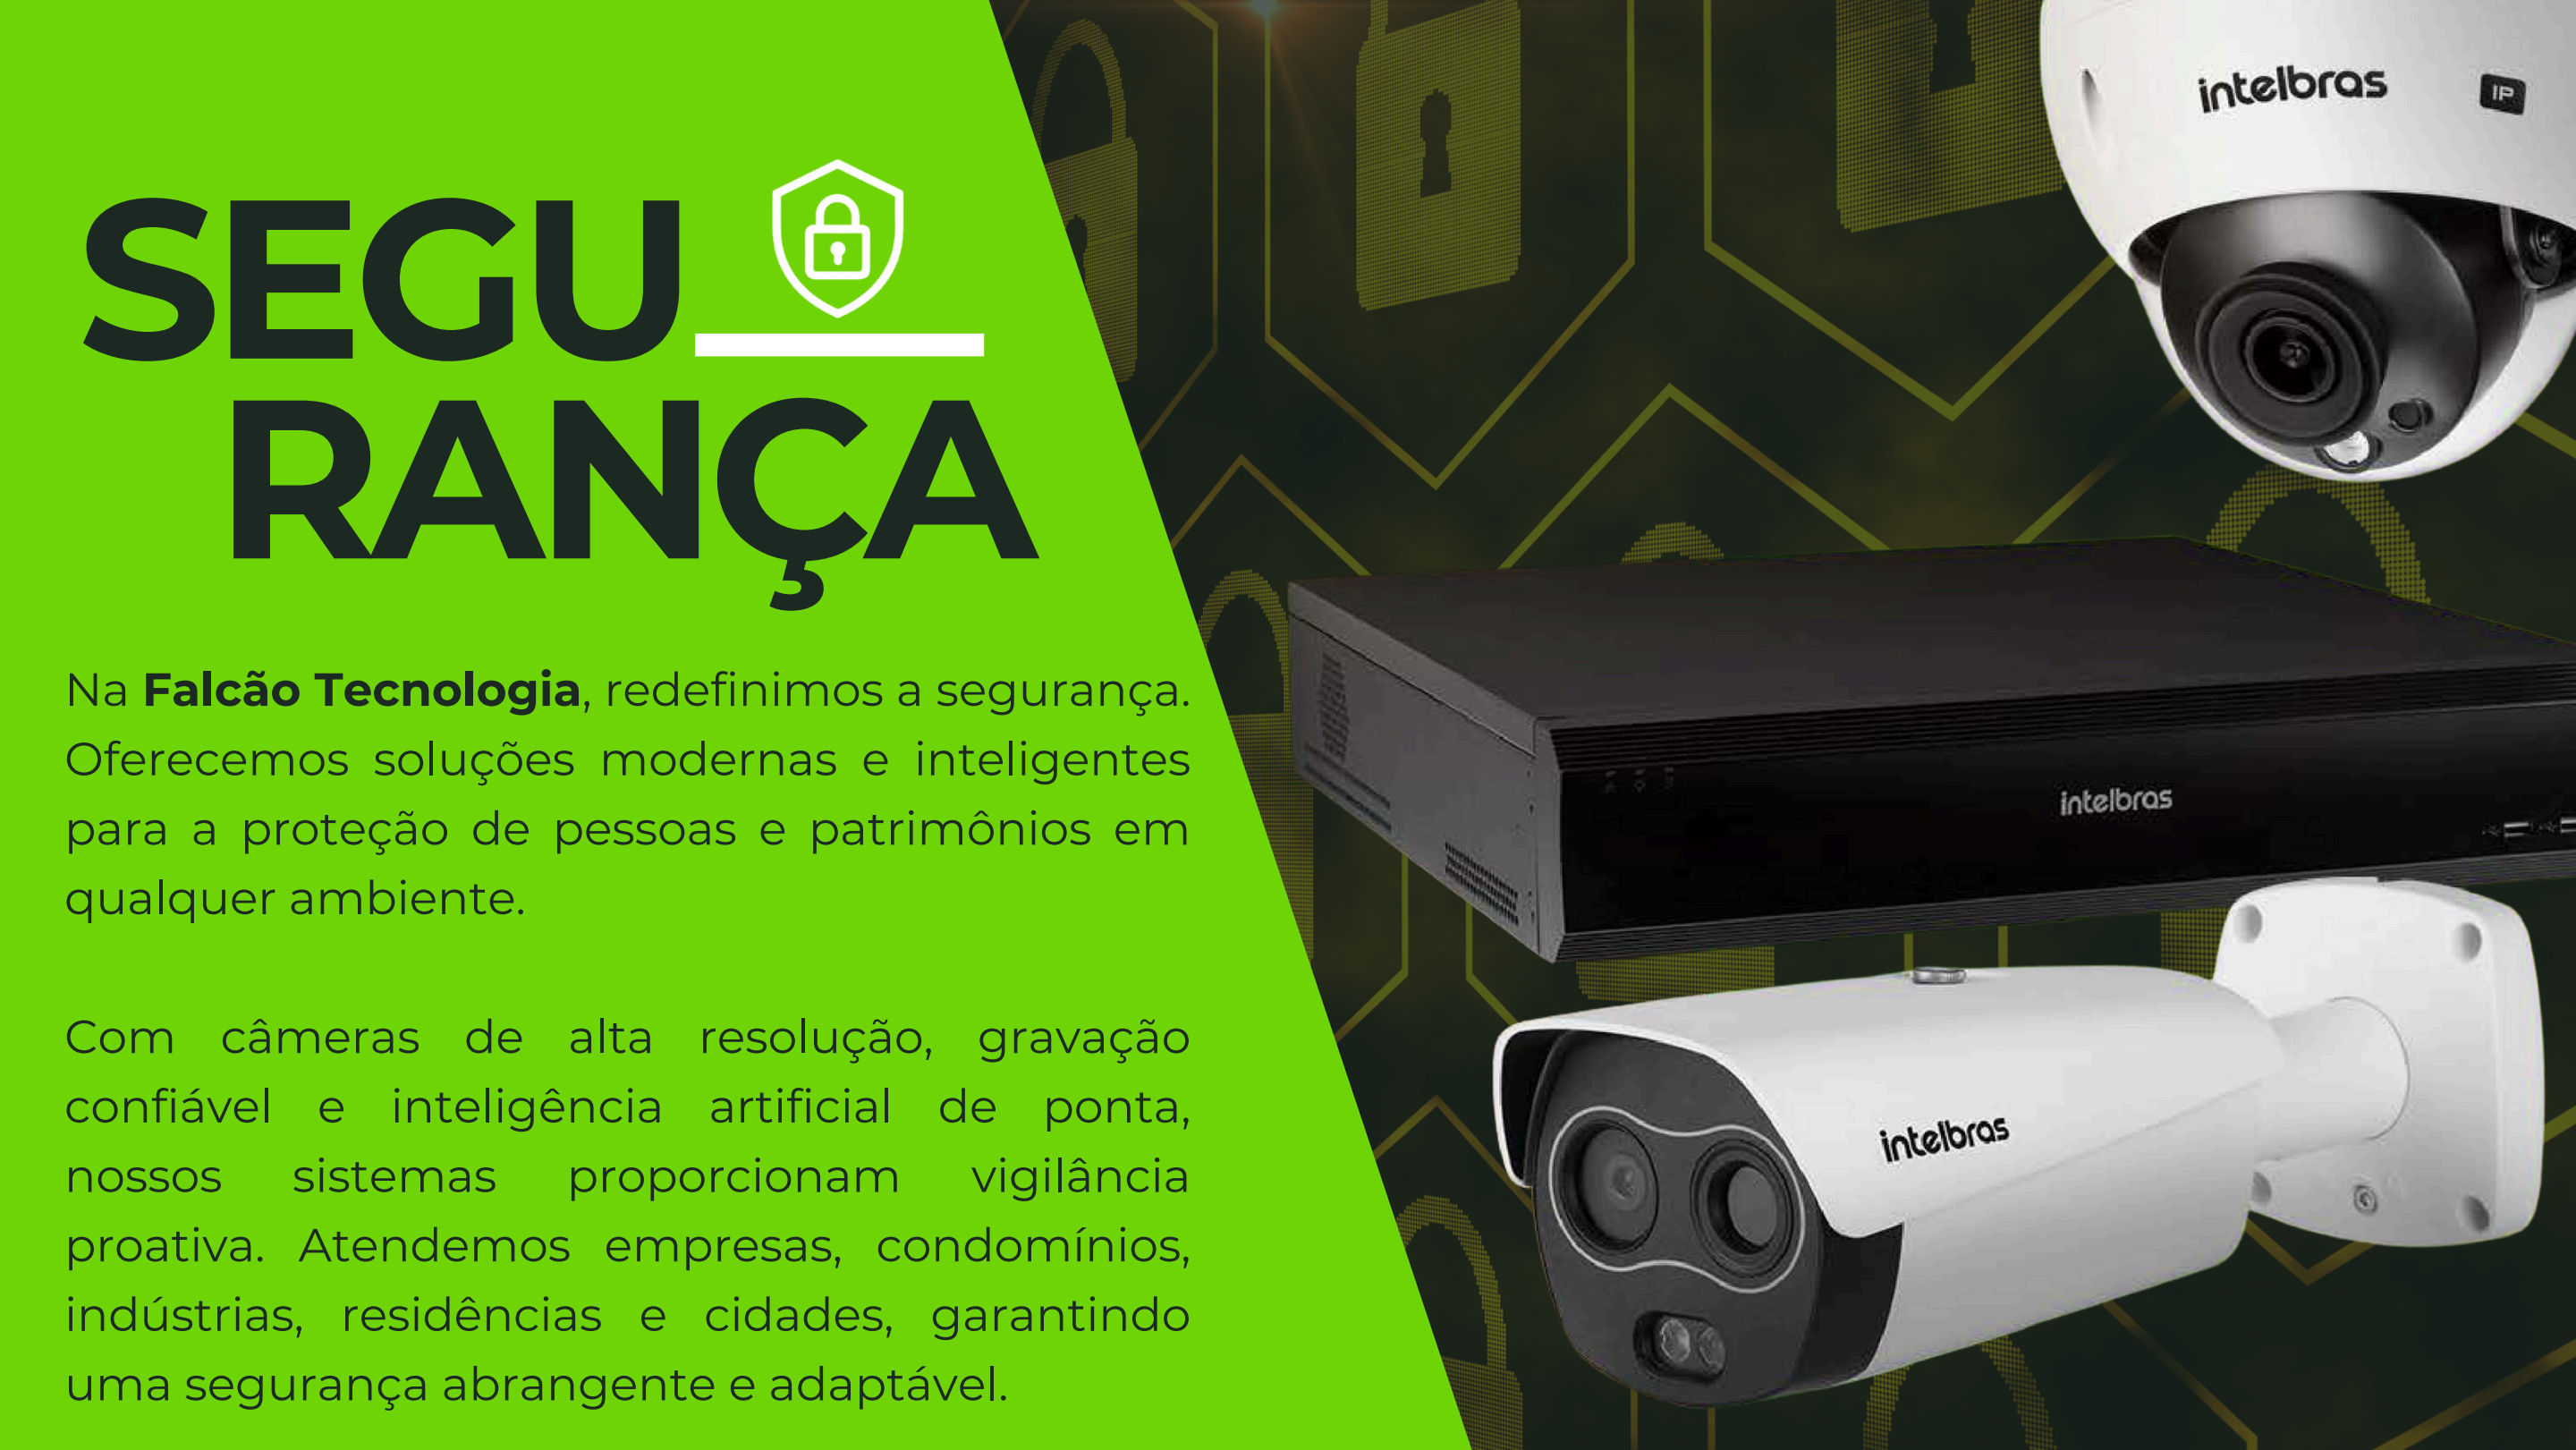 SEGU
RANÇA
Na Falcão Tecnologia, redefinimos a segurança.
Oferecemos soluções modernas e inteligentes
para a proteção de pessoas e patrimônios em
qualquer ambiente.
Com câmeras de alta resolução, gravação
confiável e inteligência artificial de ponta,
nossos sistemas proporcionam vigilância
proativa. Atendemos empresas, condomínios,
indústrias, residências e cidades, garantindo
uma segurança abrangente e adaptável.
intelbras IP
intelbras
intelbras